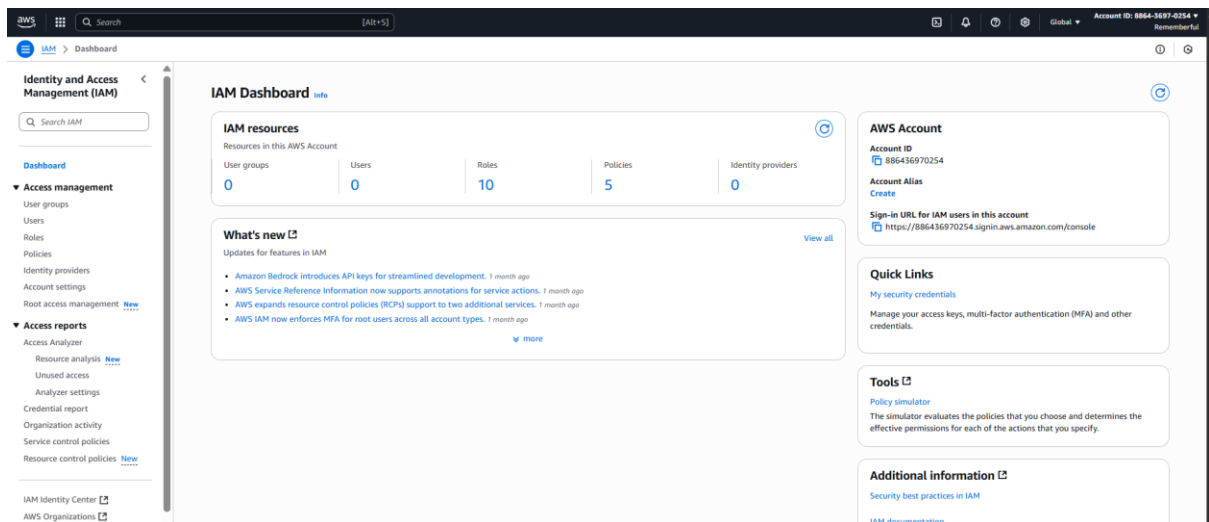 aws
Search
[Alt+S]
Global
Account ID: 8864-3697-0254
Rememberful
IAM > Dashboard
Identity and Access
Management (IAM)
Search IAM
Dashboard
Access management
User groups
Users
Roles
Policies
Identity providers
Account settings
Root access management New
Access reports
Access Analyzer
Resource analysis New
Unused access
Analyzer settings
Credential report
Organization activity
Service control policies
Resource control policies New
IAM Identity Center
AWS Organizations
IAM Dashboard Info
IAM resources
Resources in this AWS Account
User groups Users Roles Policies Identity providers
0 0 10 5 0
What's new
View all
Updates for features in IAM
Amazon Bedrock introduces API keys for streamlined development. 1 month ago
AWS Service Reference Information now supports annotations for service actions. 1 month ago
AWS expands resource control policies (RCPs) support to two additional services. 1 month ago
AWS IAM now enforces MFA for root users across all account types. 1 month ago
more
AWS Account
Account ID
886436970254
Account Alias
Create
Sign-in URL for IAM users in this account
https://886436970254.signin.aws.amazon.com/console
Quick Links
My security credentials
Manage your access keys, multi-factor authentication (MFA) and other
credentials.
Tools
Policy simulator
The simulator evaluates the policies that you choose and determines the
effective permissions for each of the actions that you specify.
Additional information
Security best practices in IAM
IAM documentation